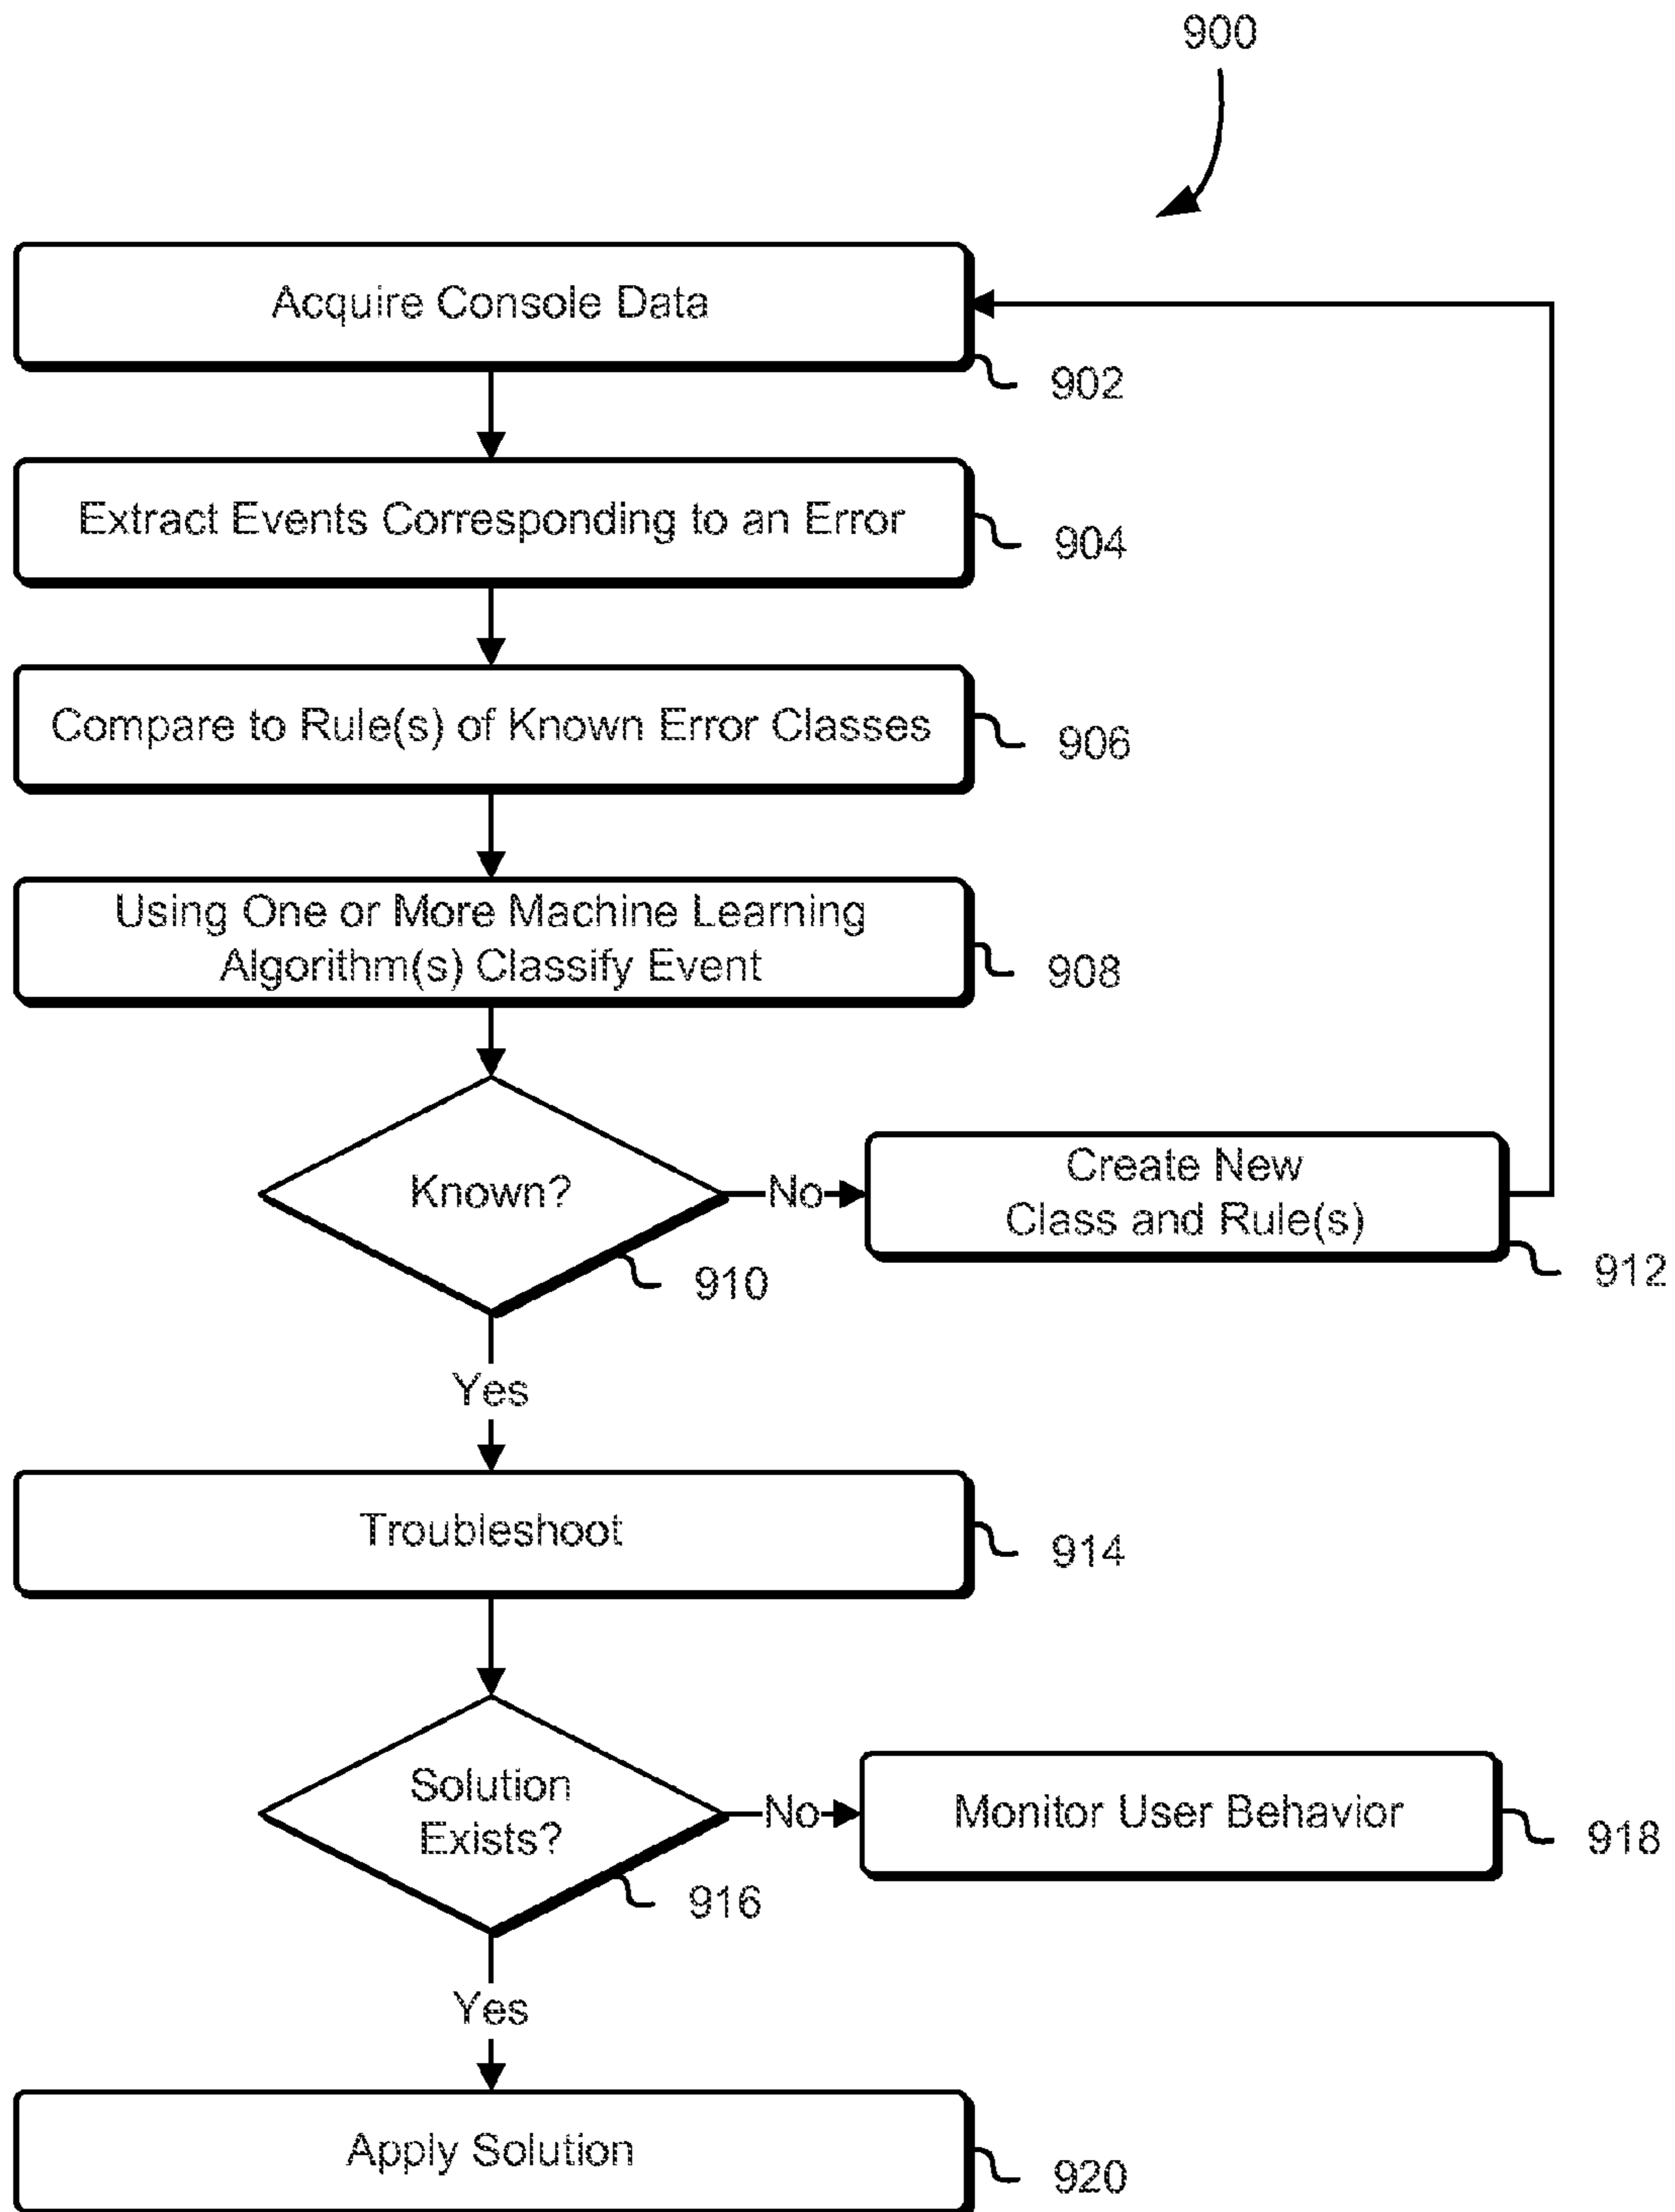 900
Acquire Console Data
902
Extract Events Corresponding to an Error
904
Compare to Rule(s) of Known Error Classes
906
Using One or More Machine Learning
Algorithm(s) Classify Event
908
Known?
910
No
Create New
Class and Rule(s)
912
Yes
Troubleshoot
914
Solution
Exists?
916
No
Monitor User Behavior
918
Yes
Apply Solution
920